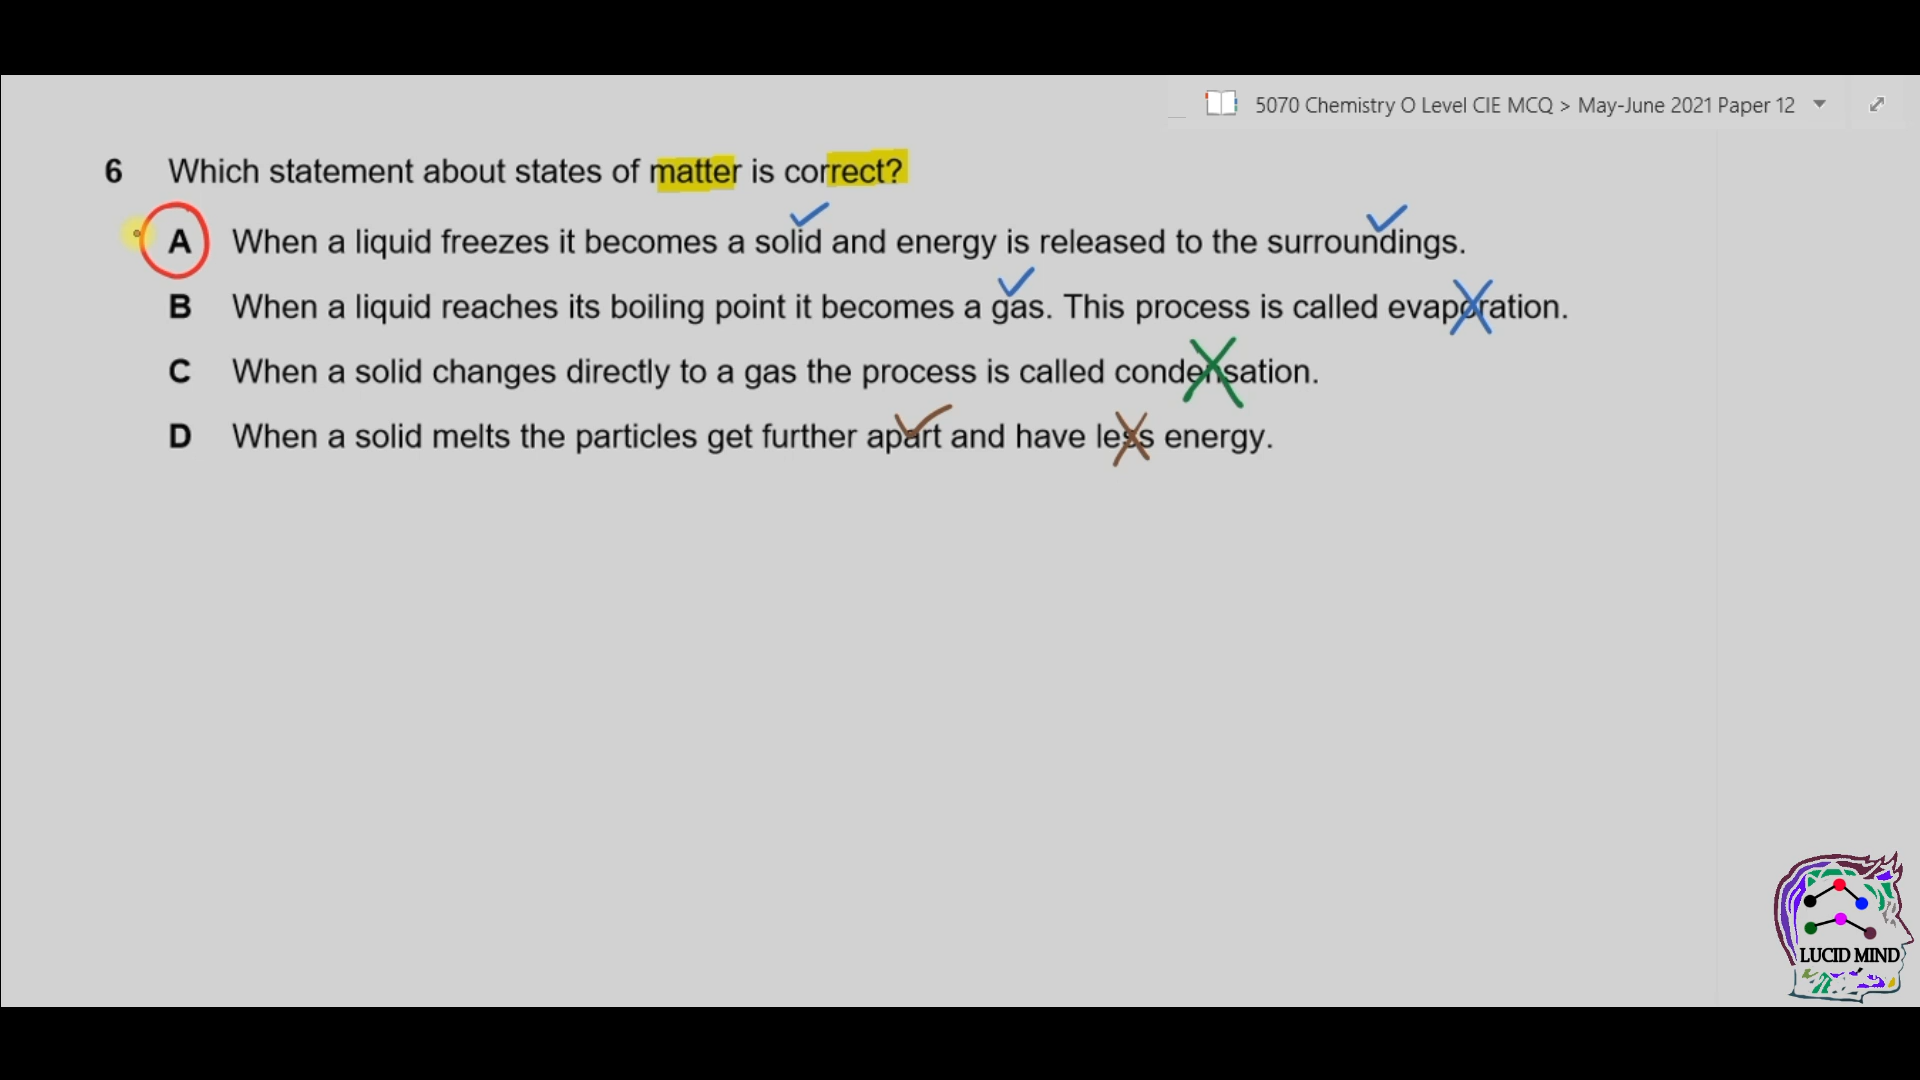 5070 Chemistry O Level CIE MCQ > May-June 2021 Paper 12
6 Which statement about states of matter is correct?
A When a liquid freezes it becomes a solid and energy is released to the surroundings.
B When a liquid reaches its boiling point it becomes a gas. This process is called evaporation.
C When a solid changes directly to a gas the process is called condensation.
D When a solid melts the particles get further apart and have less energy.
LUCID MIND